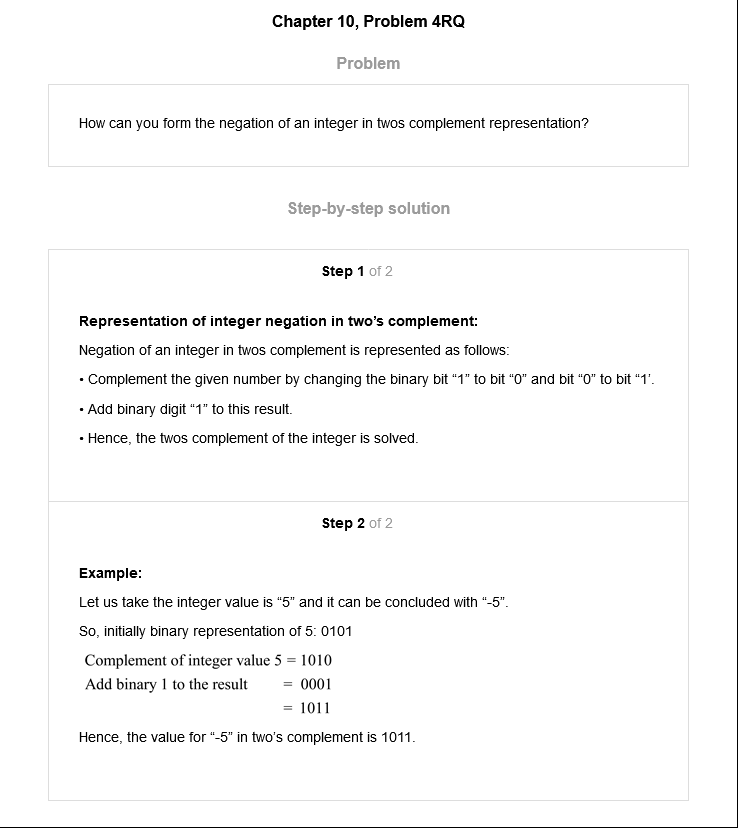 Chapter 10, Problem 4RQ
Problem
How can you form the negation of an integer in twos complement representation?
Step-by-step solution
Step 1 of 2
Representation of integer negation in two’s complement:
Negation of an integer in twos complement is represented as follows:
• Complement the given number by changing the binary bit “1” to bit “0” and bit “0” to bit “1’.
• Add binary digit “1” to this result.
• Hence, the twos complement of the integer is solved.
Step 2 of 2
Example:
Let us take the integer value is “5” and it can be concluded with “-5”.
So, initially binary representation of 5: 0101
Complement of integer value 5 = 1010
Add binary 1 to the result = 0001
= 1011
Hence, the value for “-5” in two’s complement is 1011.